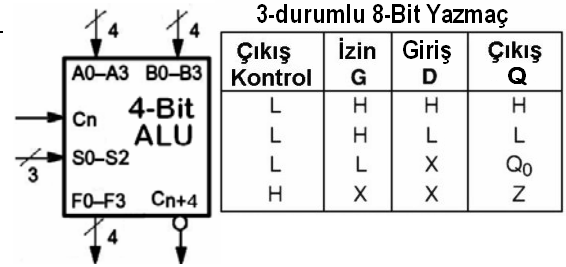 4 4
A0–A3 B0–B3
Cn
4-Bit
ALU
S0–S2
3
F0–F3 Cn+4
4
3-durumlu 8-Bit Yazmaç
Çıkış Kontrol İzin G Giriş D Çıkış Q
L H H H
L H L L
L L X Q0
H X X Z